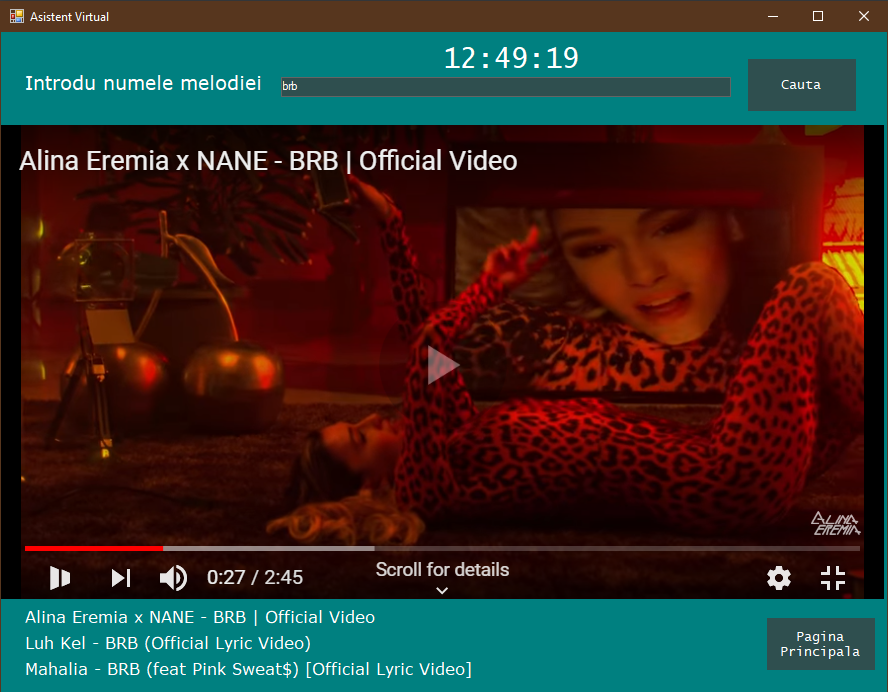 Asistent Virtual
12:49:19
Introdu numele melodiei
brb
Cauta
Alina Eremia x NANE - BRB | Official Video
ALINA
EREMIA
0:27 / 2:45
Scroll for details
Alina Eremia x NANE - BRB | Official Video
Luh Kel - BRB (Official Lyric Video)
Mahalia - BRB (feat Pink Sweat$) [Official Lyric Video]
Pagina
Principala